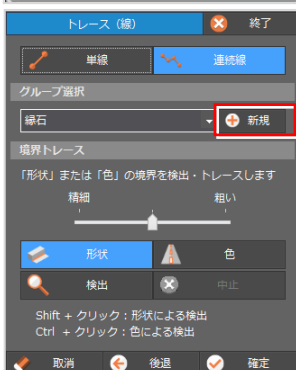 トレース（線） 終了
単線 連続線
グループ選択
縁石 新規
境界トレース
「形状」または「色」の境界を検出・トレースします
精細 粗い
形状 色
検出 中止
Shift + クリック：形状による検出
Ctrl + クリック：色による検出
取消 後退 確定